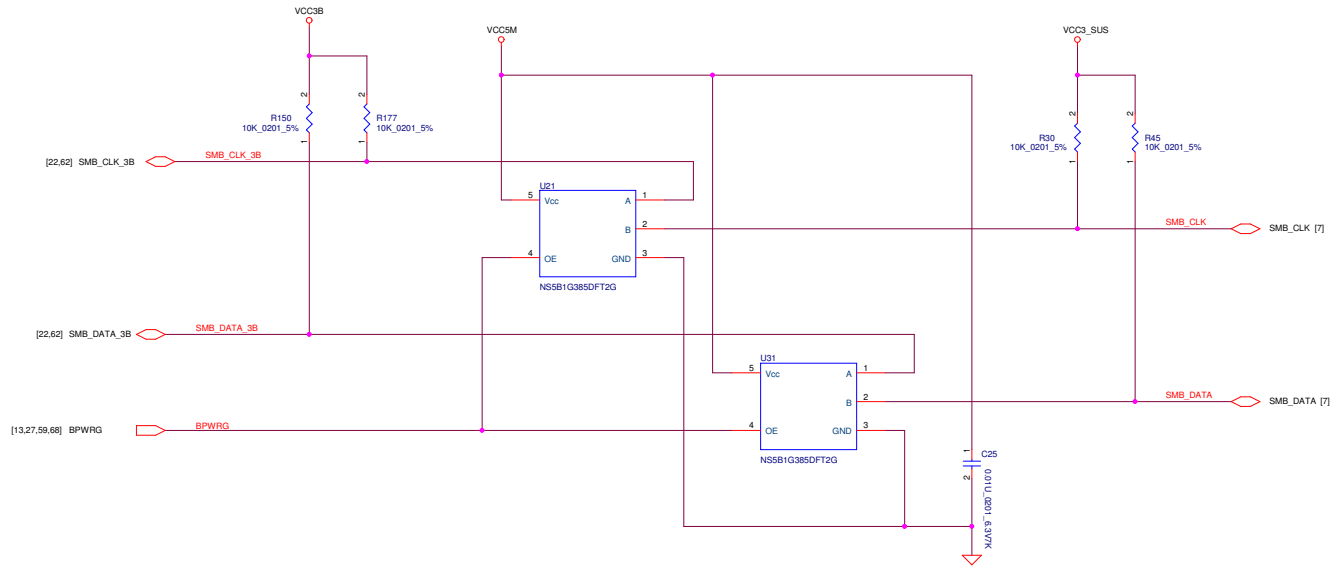 VCC3B
VCC5M
VCC3_SUS
2
2
R150
10K_0201_5%
R177
10K_0201_5%
1
1
2
2
R30
10K_0201_5%
R45
10K_0201_5%
1
1
[22,62] SMB_CLK_3B
SMB_CLK_3B
U21
5 Vcc A 1
B 2
4 OE GND 3
NS5B1G385DFT2G
SMB_CLK
SMB_CLK [7]
[22,62] SMB_DATA_3B
SMB_DATA_3B
U31
5 Vcc A 1
B 2
4 OE GND 3
NS5B1G385DFT2G
SMB_DATA
SMB_DATA [7]
[13,27,59,68] BPWRG
BPWRG
1
C25
2
0.01U_0201_6.3V7K